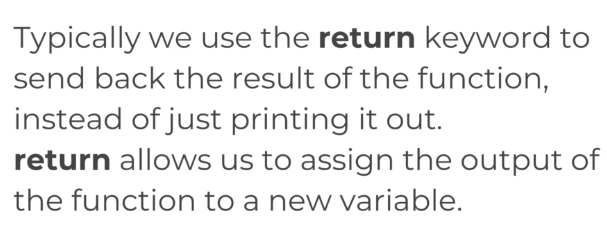 Typically we use the return keyword to
send back the result of the function,
instead of just printing it out.
return allows us to assign the output of
the function to a new variable.